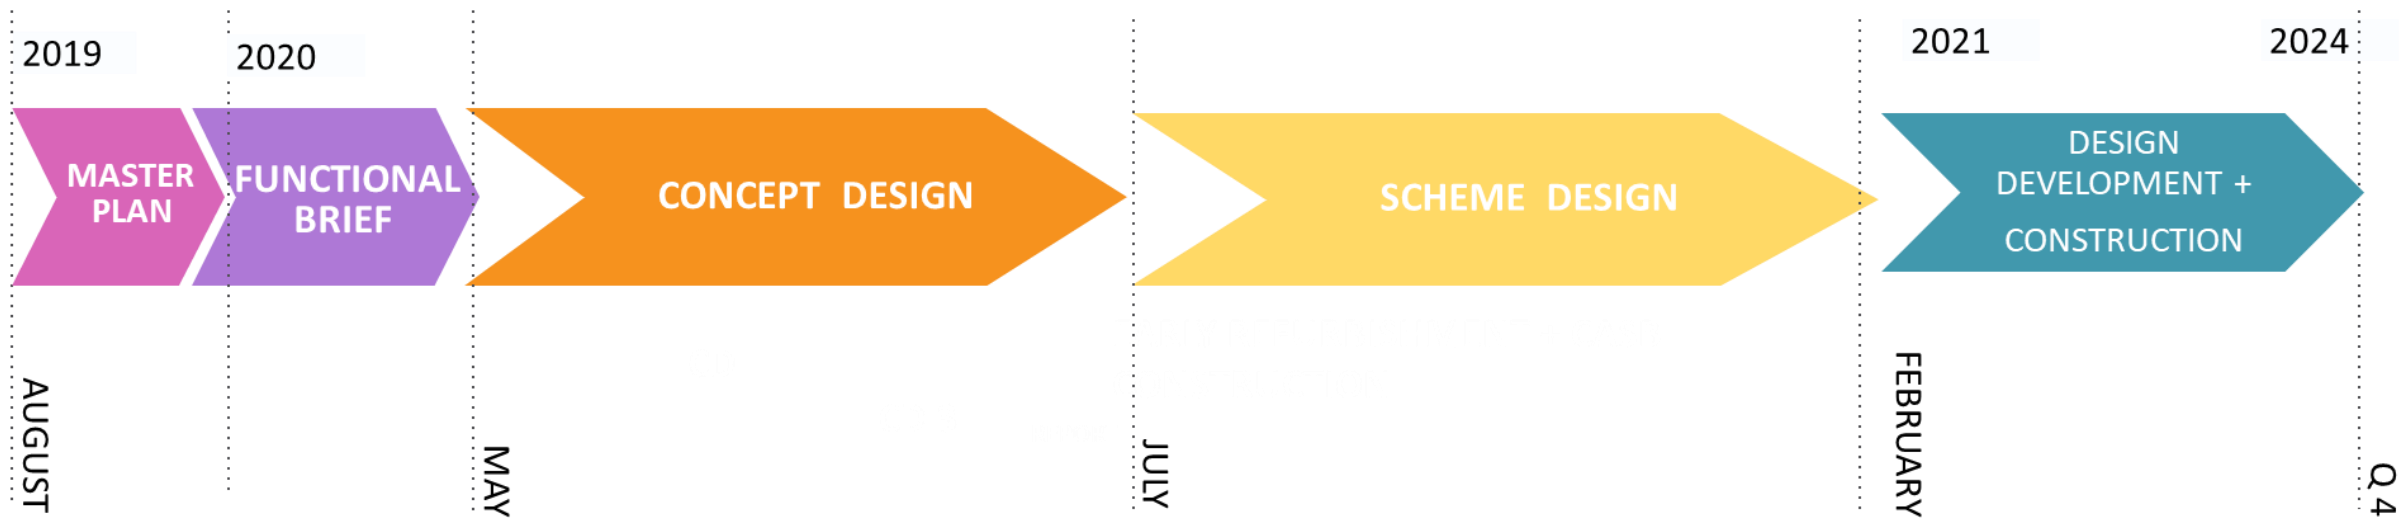 2019
2020
2021
2024
MASTER
PLAN
FUNCTIONAL
BRIEF
CONCEPT DESIGN
SCHEME DESIGN
DESIGN
DEVELOPMENT +
CONSTRUCTION
AUGUST
MAY
JULY
FEBRUARY
Q 4